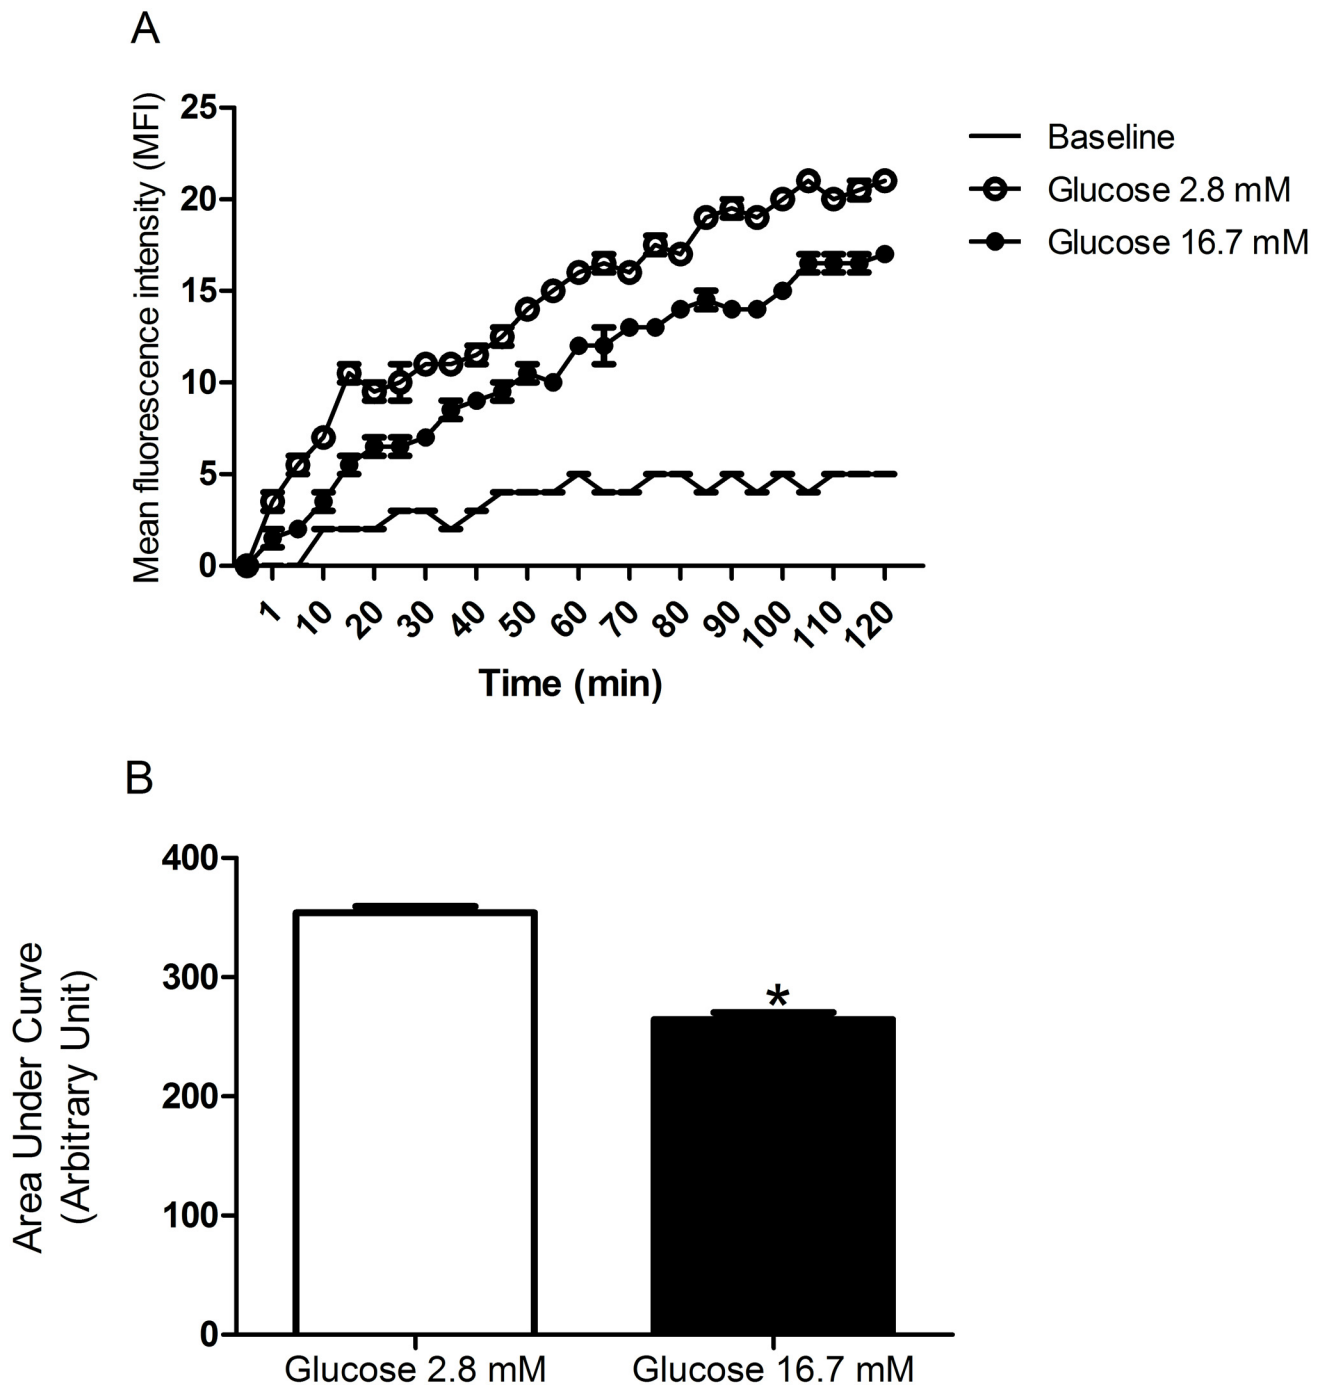 A
Mean fluorescence intensity (MFI)
25
20
15
10
5
0
1
10
20
30
40
50
60
70
80
90
100
110
120
Time (min)
Baseline
Glucose 2.8 mM
Glucose 16.7 mM
B
Area Under Curve
(Arbitrary Unit)
400
300
200
100
0
*
Glucose 2.8 mM
Glucose 16.7 mM